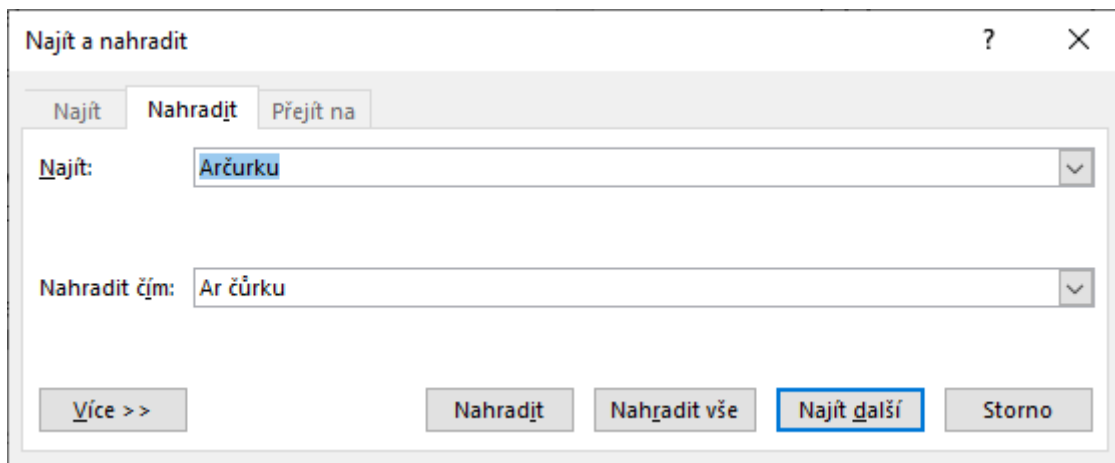 Najít a nahradit
Najít Nahradit Přejít na
Najít: Arčurku
Nahradit čím: Ar čůrku
Více >> Nahradit Nahradit vše Najít další Storno